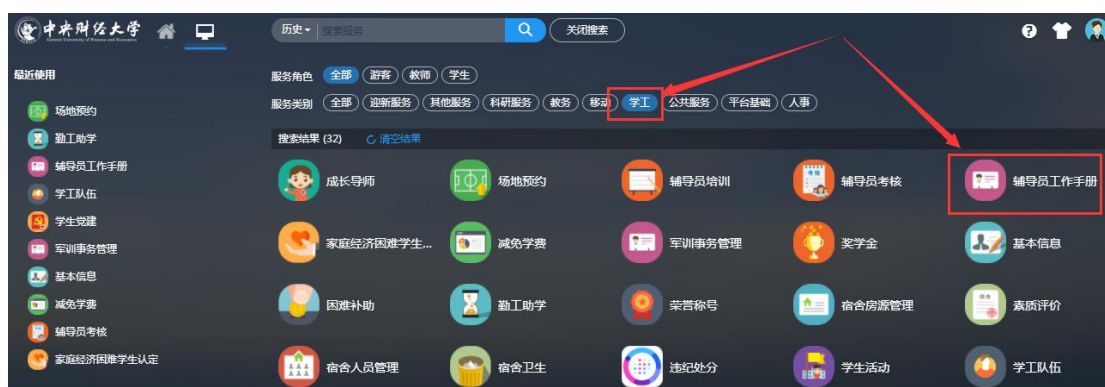 中央财经大学
Central University of Finance and Economics
历史
搜索服务
关闭搜索
最近使用
场地预约
勤工助学
辅导员工作手册
学工队伍
学生党建
军训事务管理
基本信息
减免学费
辅导员考核
家庭经济困难学生认定
服务角色 全部 游客 教师 学生
服务类别 全部 迎新服务 其他服务 科研服务 教务 移动 学工 公共服务 平台基础 人事
搜索结果 (32) 清空结果
成长导师 场地预约 辅导员培训 辅导员考核 辅导员工作手册
家庭经济困难学生... 减免学费 军训事务管理 奖学金 基本信息
困难补助 勤工助学 荣誉称号 宿舍房源管理 素质评价
宿舍人员管理 宿舍卫生 违纪处分 学生活动 学工队伍